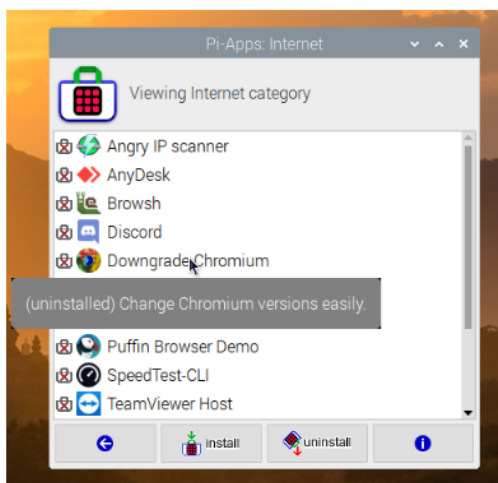 Pi-Apps: Internet
Viewing Internet category
Angry IP scanner
AnyDesk
Browsh
Discord
Downgrade Chromium
(uninstalled) Change Chromium versions easily.
Puffin Browser Demo
SpeedTest-CLI
TeamViewer Host
install
uninstall